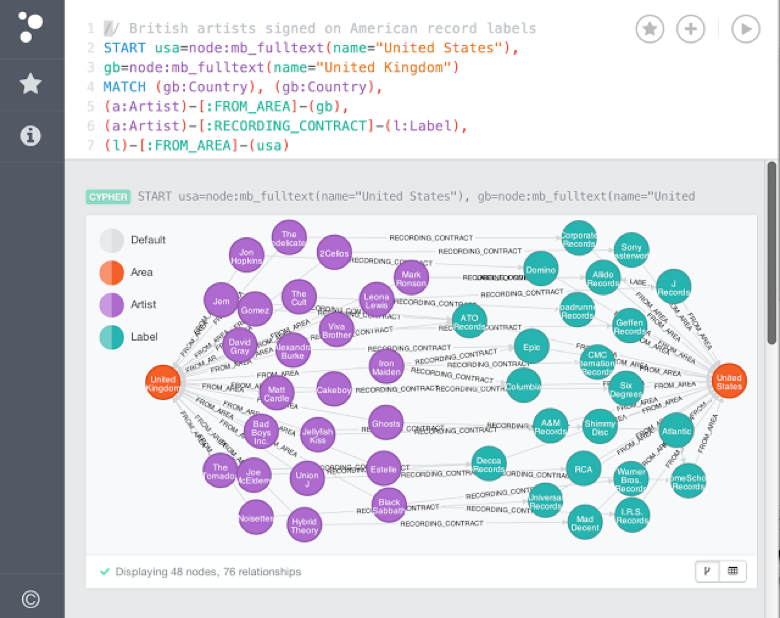 1 // British artists signed on American record labels
2 START usa=node:mb_fulltext(name="United States"),
3 gb=node:mb_fulltext(name="United Kingdom")
4 MATCH (gb:Country), (gb:Country),
5 (a:Artist)-[:FROM_AREA]-(gb),
6 (a:Artist)-[:RECORDING_CONTRACT]-(l:Label),
7 (l)-[:FROM_AREA]-(usa)
CYPHER START usa=node:mb_fulltext(name="United States"), gb=node:mb_fulltext(name="United
Default
Area
Artist
Label
The
ndelicate
Jon
Hopkins
2Cellos
Mark
Ronson
Jem
Gomez
The
Cult
Leona
Lewis
Viva
Brother
David
Gray
Alexandra
Burke
United
Kingdom
Iron
Maiden
Matt
Cardle
Cakeboy
Bad
Boys
Inc.
Jellyfish
Kiss
Ghosts
The
Tornado
Joe
McElderry
Union
J
Estelle
Black
Sabbath
Noisettes
Hybrid
Theory
RECORDING_CONTRACT
FROM_AREA
Corporate
Records
Sony
asterwork
Domino
Allido
Records
J
Records
ATO
Records
oadrunne
Records
Geffen
Records
Epic
CMC
ternation
Records
Columbia
Six
Degrees
United
States
A&M
Records
Shimmy
Disc
Atlantic
Decca
Records
RCA
Warner
Bros.
Records
omeScho
Records
Universal
Records
Mad
Decent
I.R.S.
Records
Displaying 48 nodes, 76 relationships